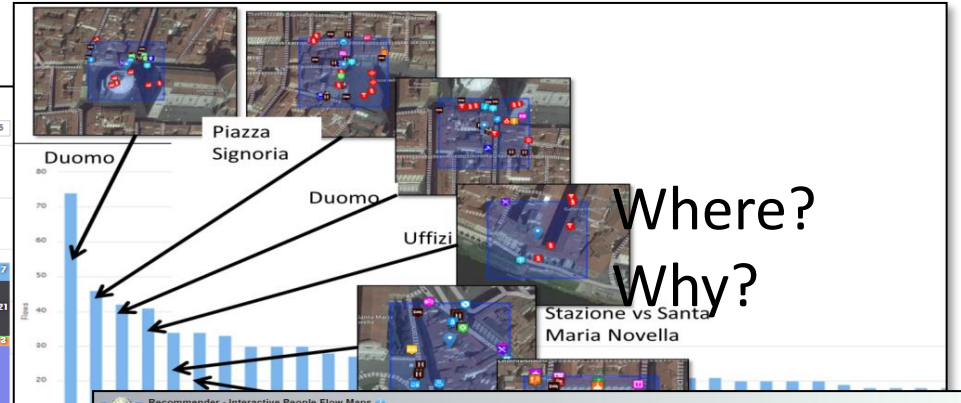 Piazza
Signoria
Duomo
80
Duomo
70
Where?
60
Uffizi
Why?
50
Flows
40
Stazione vs Santa
Maria Novella
30
20
Recommender - Interactive People Flow Maps